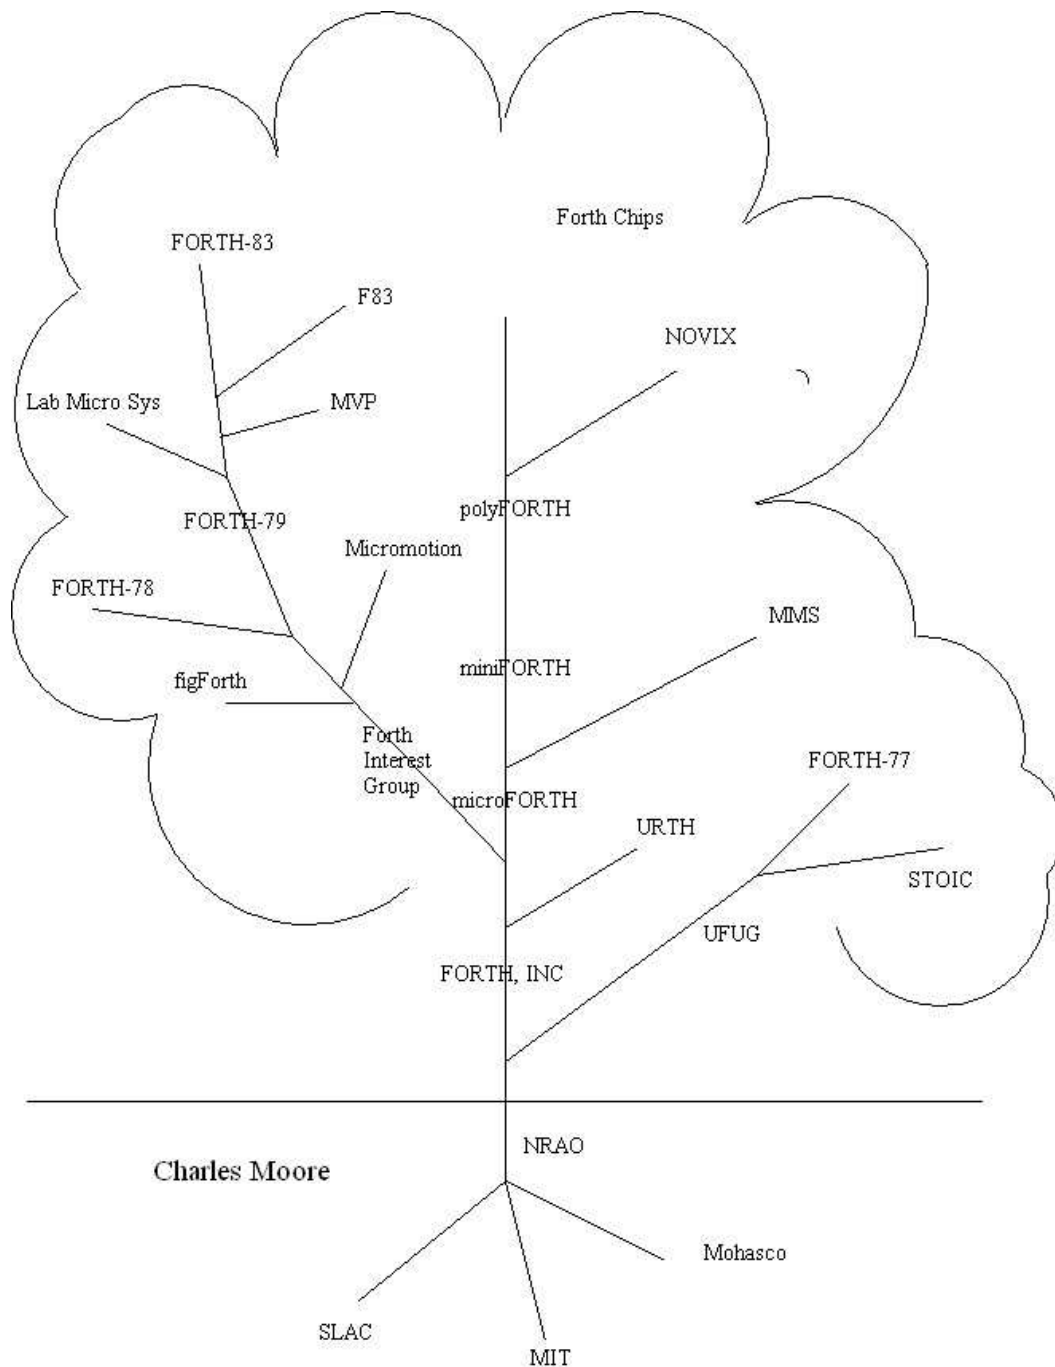 Forth Chips
FORTH-83
F83
NOVIX
Lab Micro Sys
MVP
polyFORTH
FORTH-79
Micromotion
FORTH-78
MMS
miniFORTH
figForth
Forth
Interest
Group
FORTH-77
microFORTH
URTH
STOIC
UFUG
FORTH, INC
NRAO
Charles Moore
Mohasco
SLAC
MIT